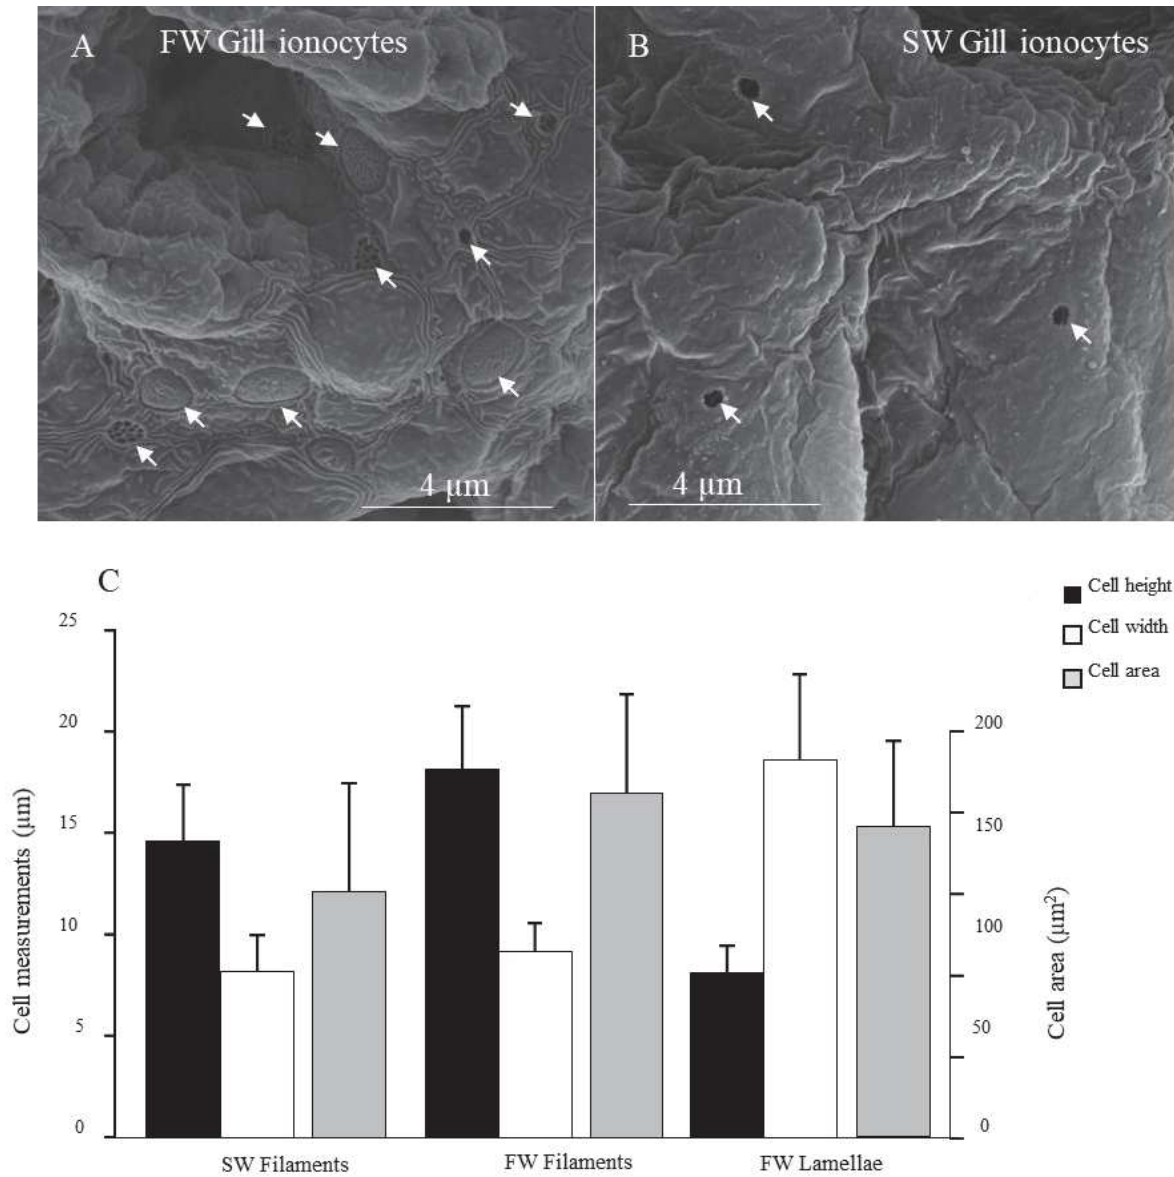 A
FW Gill ionocytes
4 μm
B
SW Gill ionocytes
4 μm
C
Cell height
Cell width
Cell area
Cell measurements (μm)
25
20
15
10
5
0
200
150
100
50
0
Cell area (μm²)
SW Filaments
FW Filaments
FW Lamellae